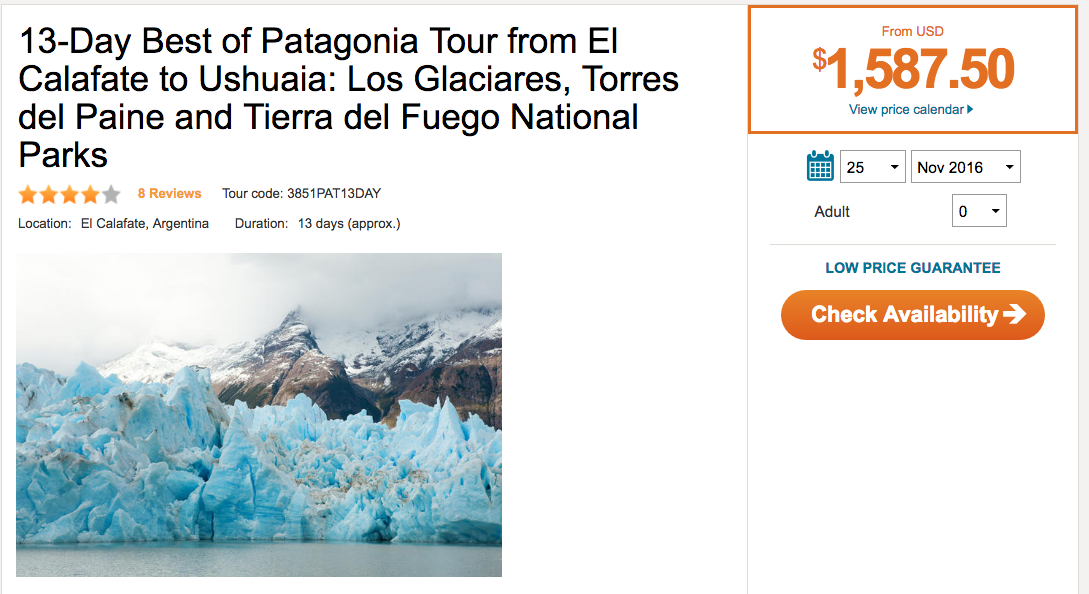 13-Day Best of Patagonia Tour from El
Calafate to Ushuaia: Los Glaciares, Torres
del Paine and Tierra del Fuego National
Parks
8 Reviews Tour code: 3851PAT13DAY
Location: El Calafate, Argentina Duration: 13 days (approx.)
From USD
$1,587.50
View price calendar
25 Nov 2016
Adult 0
LOW PRICE GUARANTEE
Check Availability